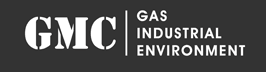 GMC
GAS
INDUSTRIAL
ENVIRONMENT